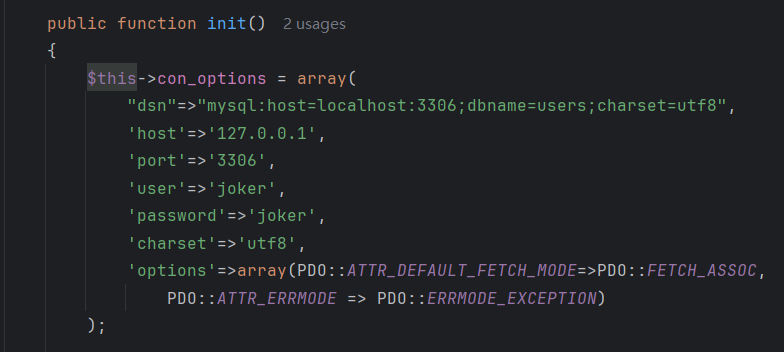 public function init() 2 usages
{
$this->con_options = array(
"dsn"=>"mysql:host=localhost:3306;dbname=users;charset=utf8",
'host'=>'127.0.0.1',
'port'=>'3306',
'user'=>'joker',
'password'=>'joker',
'charset'=>'utf8',
'options'=>array(PDO::ATTR_DEFAULT_FETCH_MODE=>PDO::FETCH_ASSOC,
PDO::ATTR_ERRMODE => PDO::ERRMODE_EXCEPTION)
);